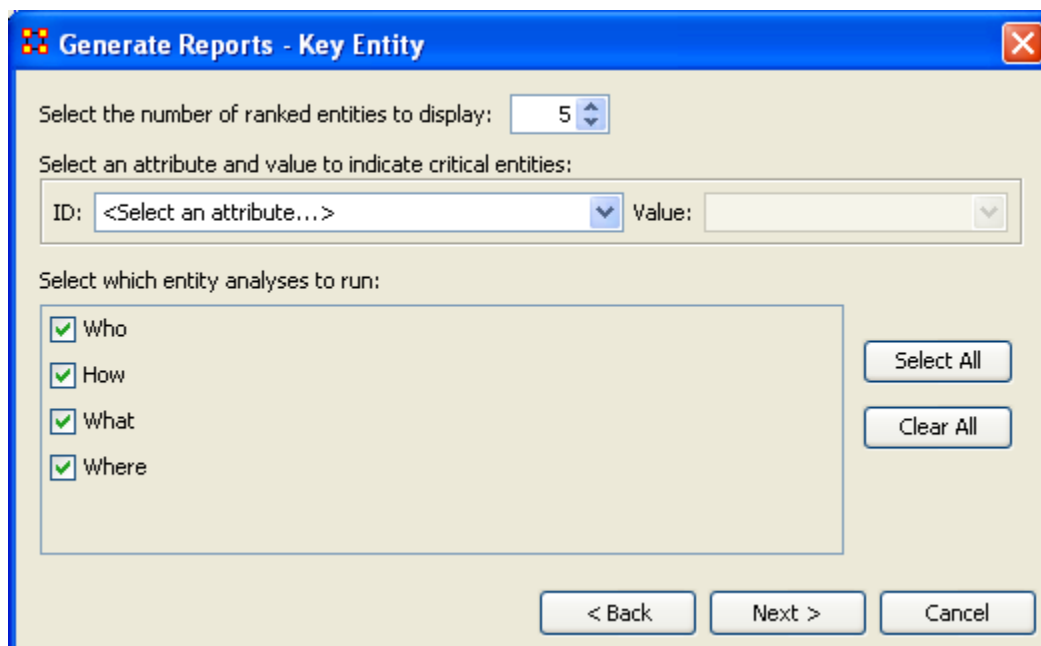 Generate Reports - Key Entity
Select the number of ranked entities to display: 5
Select an attribute and value to indicate critical entities:
ID: <Select an attribute...> Value:
Select which entity analyses to run:
Who
How
What
Where
Select All
Clear All
< Back Next > Cancel